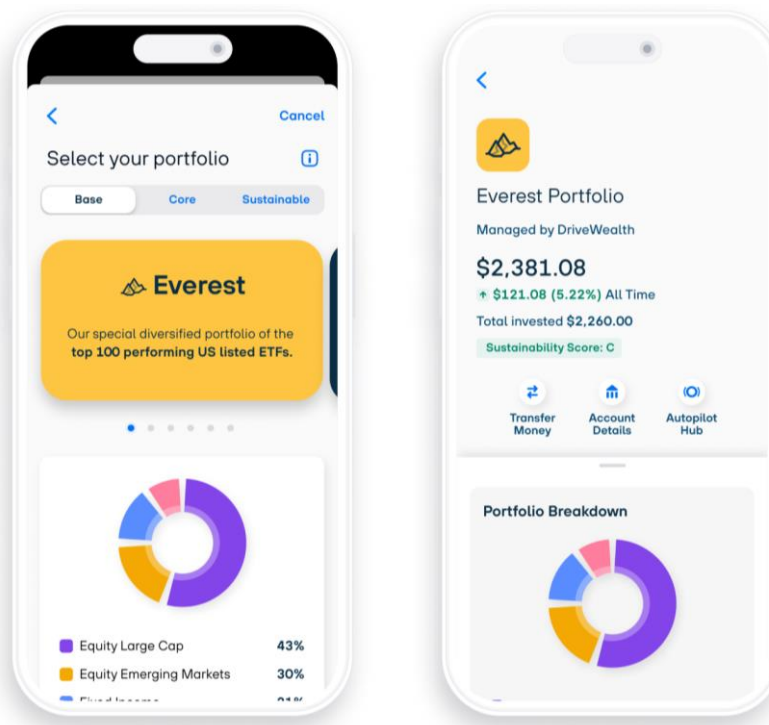 Cancel
Select your portfolio
Base Core Sustainable
Everest
Our special diversified portfolio of the
top 100 performing US listed ETFs.
Equity Large Cap 43%
Equity Emerging Markets 30%
Everest Portfolio
Managed by DriveWealth
$2,381.08
$121.08 (5.22%) All Time
Total invested $2,260.00
Sustainability Score: C
Transfer Money
Account Details
Autopilot Hub
Portfolio Breakdown